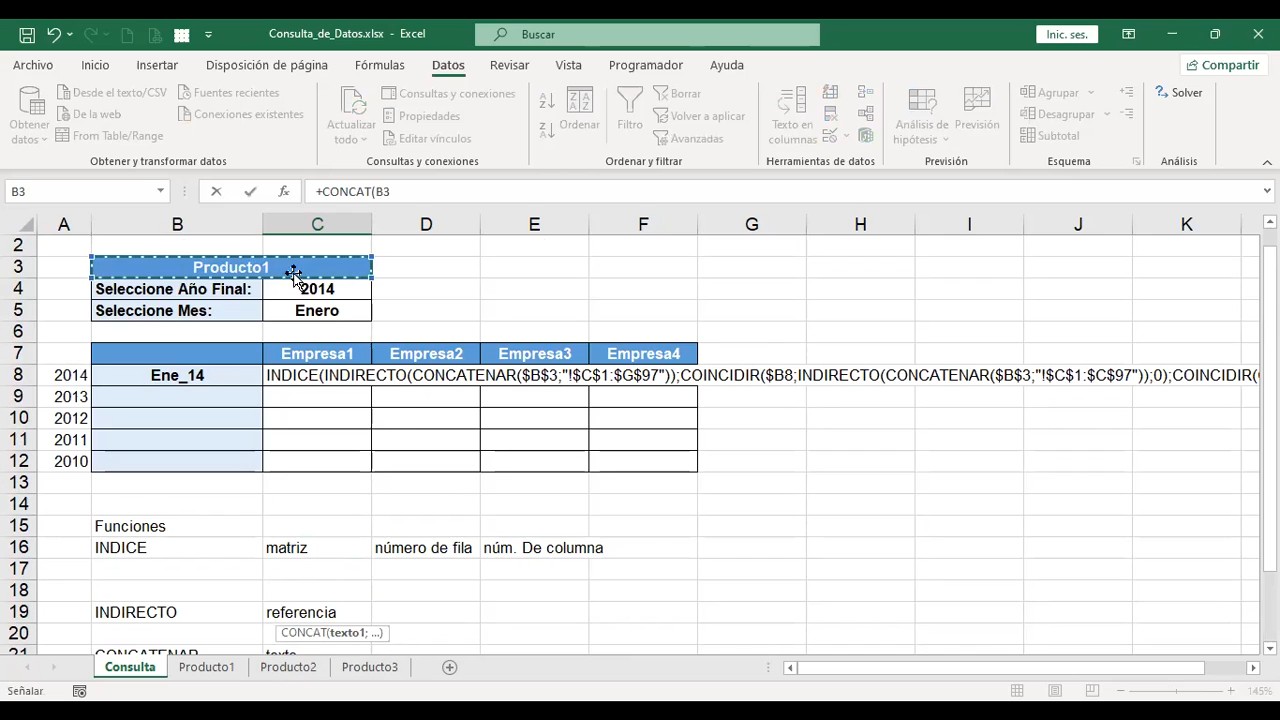 Consulta_de_Datos.xlsx - Excel
Buscar
Inic. ses.
Archivo Inicio Insertar Disposición de página Fórmulas Datos Revisar Vista Programador Ayuda
Compartir
Obtener datos
Desde el texto/CSV
De la web
From Table/Range
Fuentes recientes
Conexiones existentes
Obtener y transformar datos
Actualizar todo
Consultas y conexiones
Propiedades
Editar vínculos
Consultas y conexiones
Ordenar
Filtro
Borrar
Volver a aplicar
Avanzadas
Ordenar y filtrar
Texto en columnas
Herramientas de datos
Análisis de hipótesis
Previsión
Previsión
Agrupar
Desagrupar
Subtotal
Esquema
Solver
Análisis
B3 fx +CONCAT(B3
A B C D E F G H I J K
2
3 Producto1
4 Seleccione Año Final: 2014
5 Seleccione Mes: Enero
6
7 Empresa1 Empresa2 Empresa3 Empresa4
8 2014 Ene_14 INDICE(INDIRECTO(CONCATENAR($B$3;"!$C$1:$G$97"));COINCIDIR($B8;INDIRECTO(CONCATENAR($B$3;"!$C$1:$C$97"));0);COINCIDIR(
9 2013
10 2012
11 2011
12 2010
13
14
15 Funciones
16 INDICE matriz número de fila núm. De columna
17
18
19 INDIRECTO referencia
20 CONCAT(texto1; ...)
21 CONCATENAR texto
Consulta Producto1 Producto2 Producto3
Señalar
145%